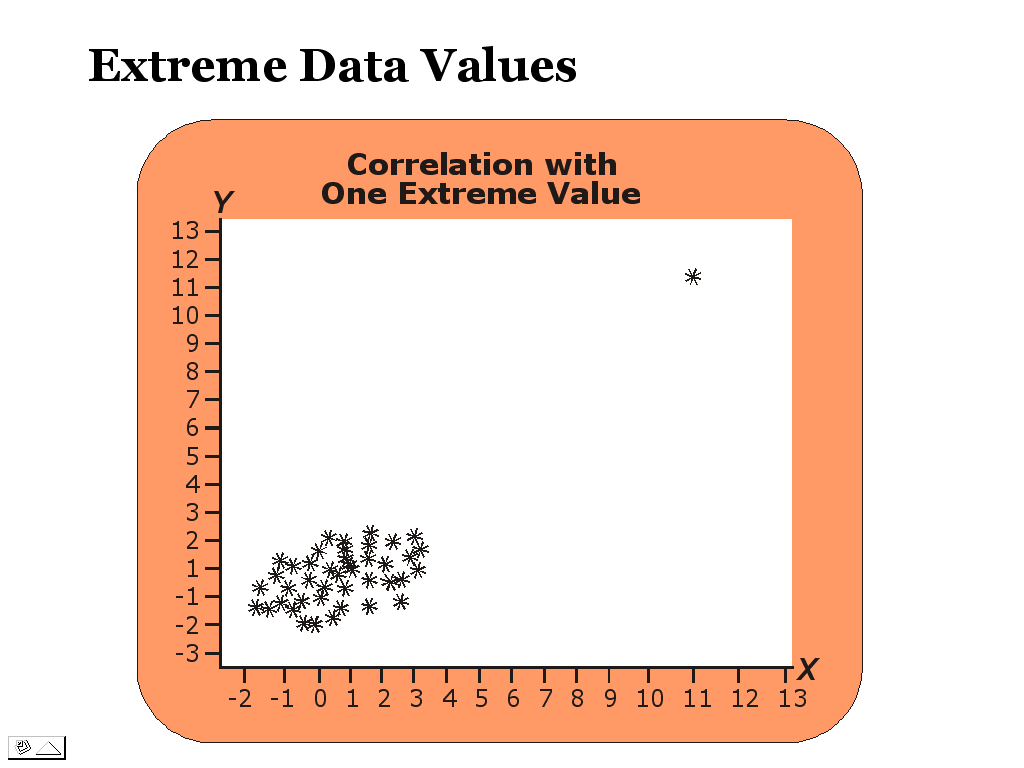 Extreme Data Values
Correlation with
One Extreme Value
Y
13
12
11
10
9
8
7
6
5
4
3
2
1
-1
-2
-3
X
-2 -1 0 1 2 3 4 5 6 7 8 9 10 11 12 13